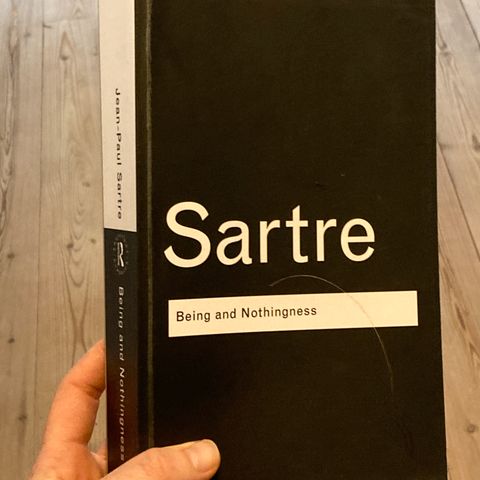 Jean-Paul Sartre
Being and Nothingness
Sartre
Being and Nothingness